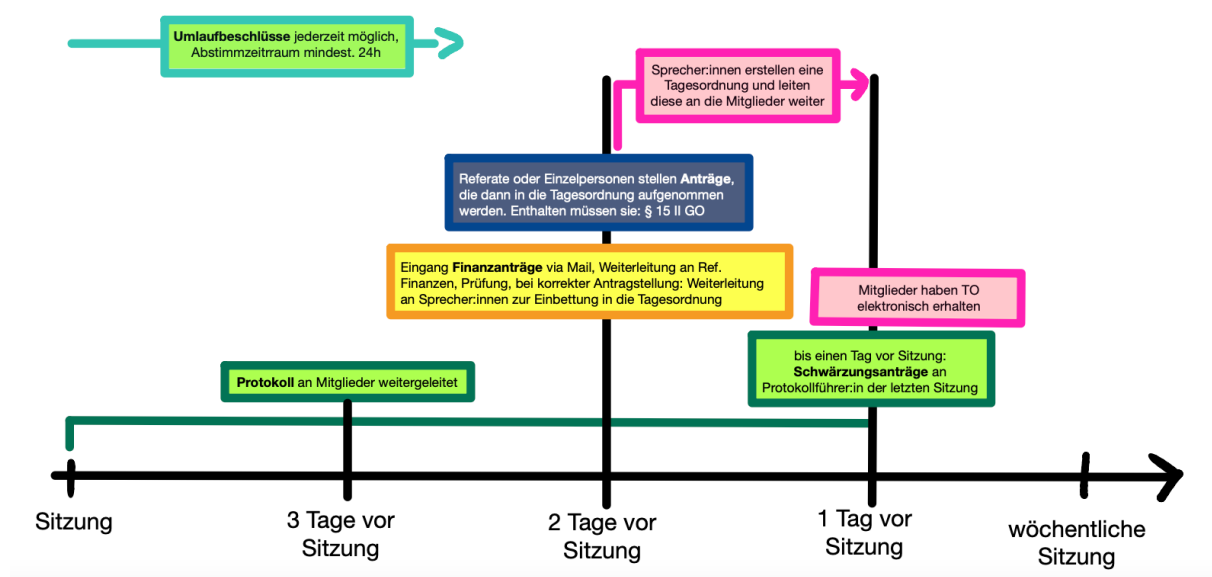 Umlaufbeschlüsse jederzeit möglich,
Abstimmzeitrraum mindest. 24h
Sprecher:innen erstellen eine
Tagesordnung und leiten
diese an die Mitglieder weiter
Referate oder Einzelpersonen stellen Anträge,
die dann in die Tagesordnung aufgenommen
werden. Enthalten müssen sie: § 15 II GO
Eingang Finanzanträge via Mail, Weiterleitung an Ref.
Finanzen, Prüfung, bei korrekter Antragstellung: Weiterleitung
an Sprecher:innen zur Einbettung in die Tagesordnung
Mitglieder haben TO
elektronisch erhalten
bis einen Tag vor Sitzung:
Schwärzungsanträge an
Protokollführer:in der letzten Sitzung
Protokoll an Mitglieder weitergeleitet
Sitzung
3 Tage vor
Sitzung
2 Tage vor
Sitzung
1 Tag vor
Sitzung
wöchentliche
Sitzung